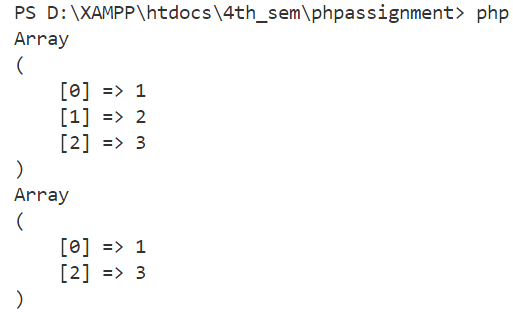 PS D:\XAMPP\htdocs\4th_sem\phpassignment> php
Array
(
    [0] => 1
    [1] => 2
    [2] => 3
)
Array
(
    [0] => 1
    [2] => 3
)